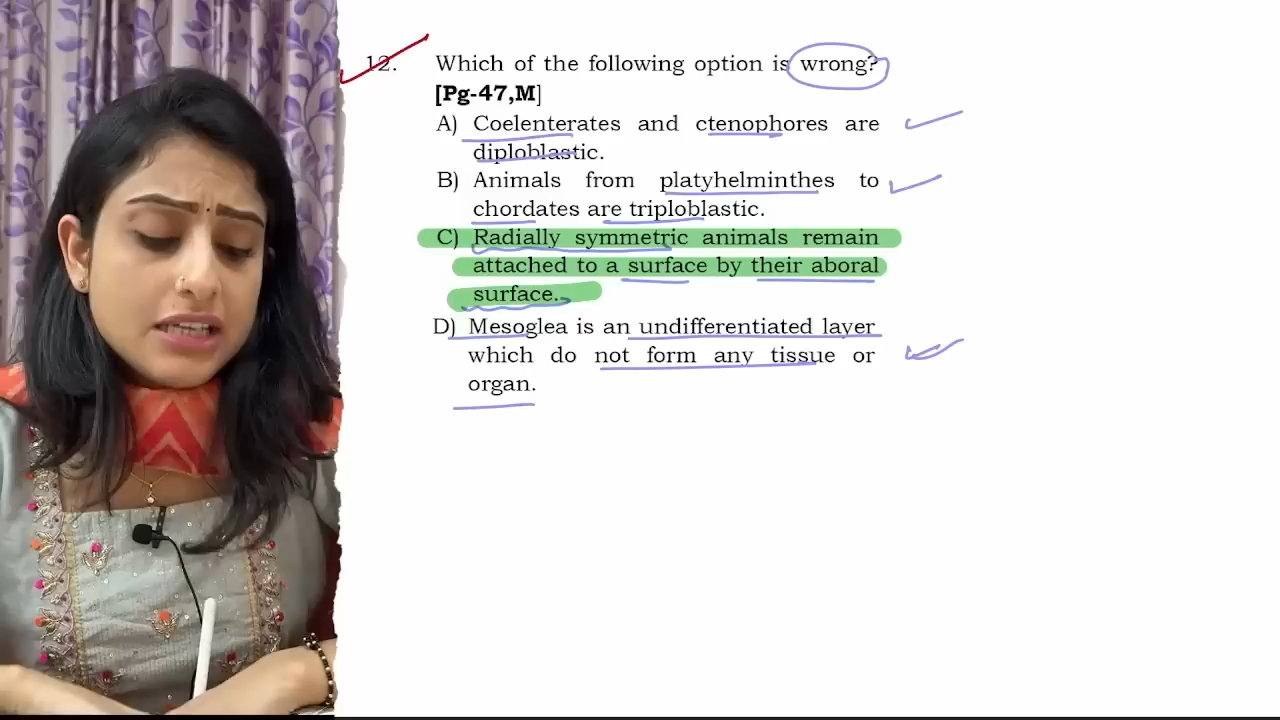 12. Which of the following option is wrong?
[Pg-47,M]
A) Coelenterates and ctenophores are
diploblastic.
B) Animals from platyhelminthes to
chordates are triploblastic.
C) Radially symmetric animals remain
attached to a surface by their aboral
surface.
D) Mesoglea is an undifferentiated layer
which do not form any tissue or
organ.